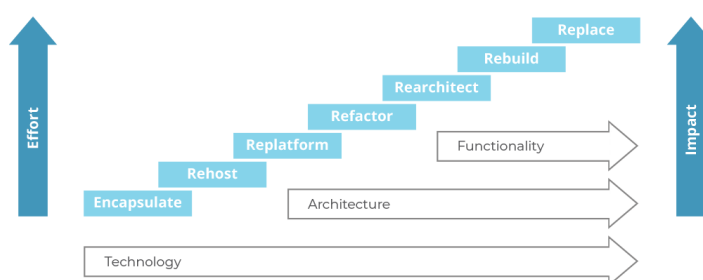 Replace
Rebuild
Rearchitect
Refactor
Replatform
Rehost
Encapsulate
Effort
Impact
Functionality
Architecture
Technology